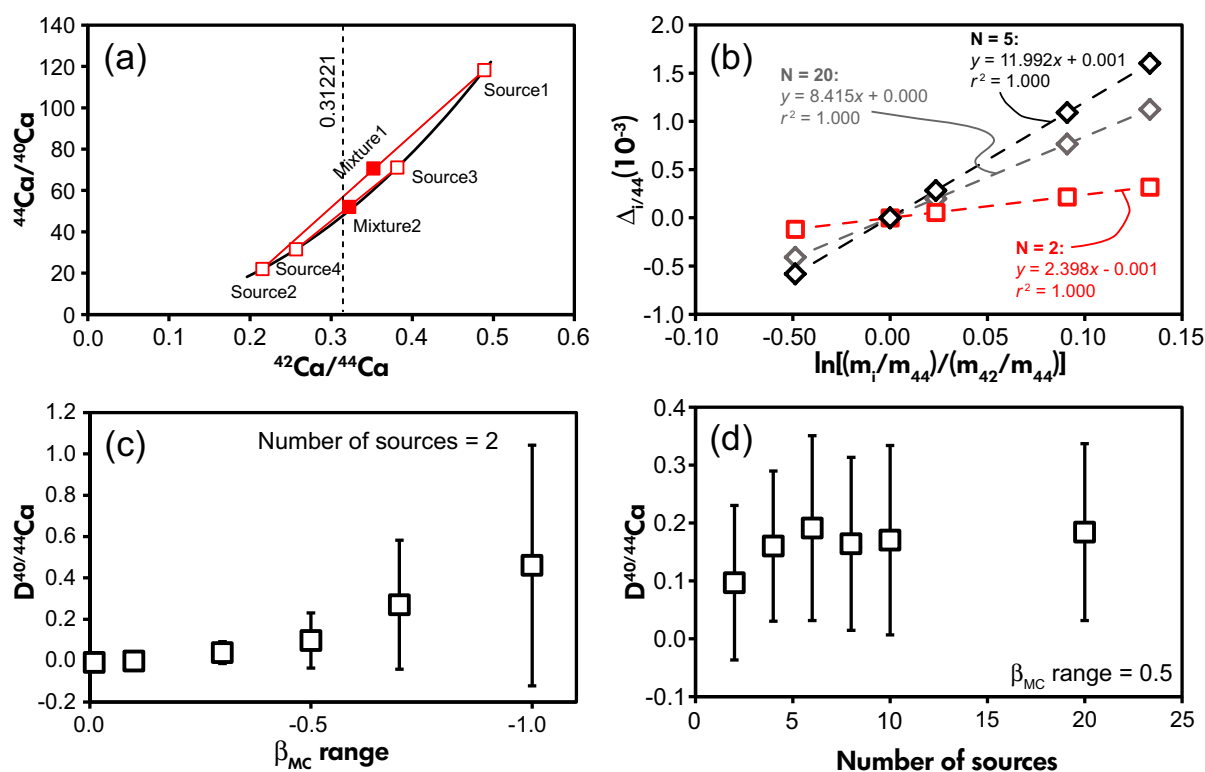 (a)
140
120
100
80
60
40
20
0
⁴⁴Ca/⁴⁰Ca
0.31221
Source1
Mixture1
Source3
Mixture2
Source4
Source2
0.0 0.1 0.2 0.3 0.4 0.5 0.6
⁴²Ca/⁴⁴Ca
(b)
2.0
1.5
1.0
0.5
0.0
-0.5
-1.0
Δi/44(10⁻³)
N = 5:
y = 11.992x + 0.001
r² = 1.000
N = 20:
y = 8.415x + 0.000
r² = 1.000
N = 2:
y = 2.398x - 0.001
r² = 1.000
-0.10 -0.50 0.00 0.05 0.10 0.15
ln[(mᵢ/m₄₄)/(m₄₂/m₄₄)]
(c)
Number of sources = 2
1.2
1.0
0.8
0.6
0.4
0.2
0.0
-0.2
D⁴⁰/⁴⁴Ca
0.0 -0.5 -1.0
βMC range
(d)
0.4
0.3
0.2
0.1
0.0
-0.1
D⁴⁰/⁴⁴Ca
βMC range = 0.5
0 5 10 15 20 25
Number of sources